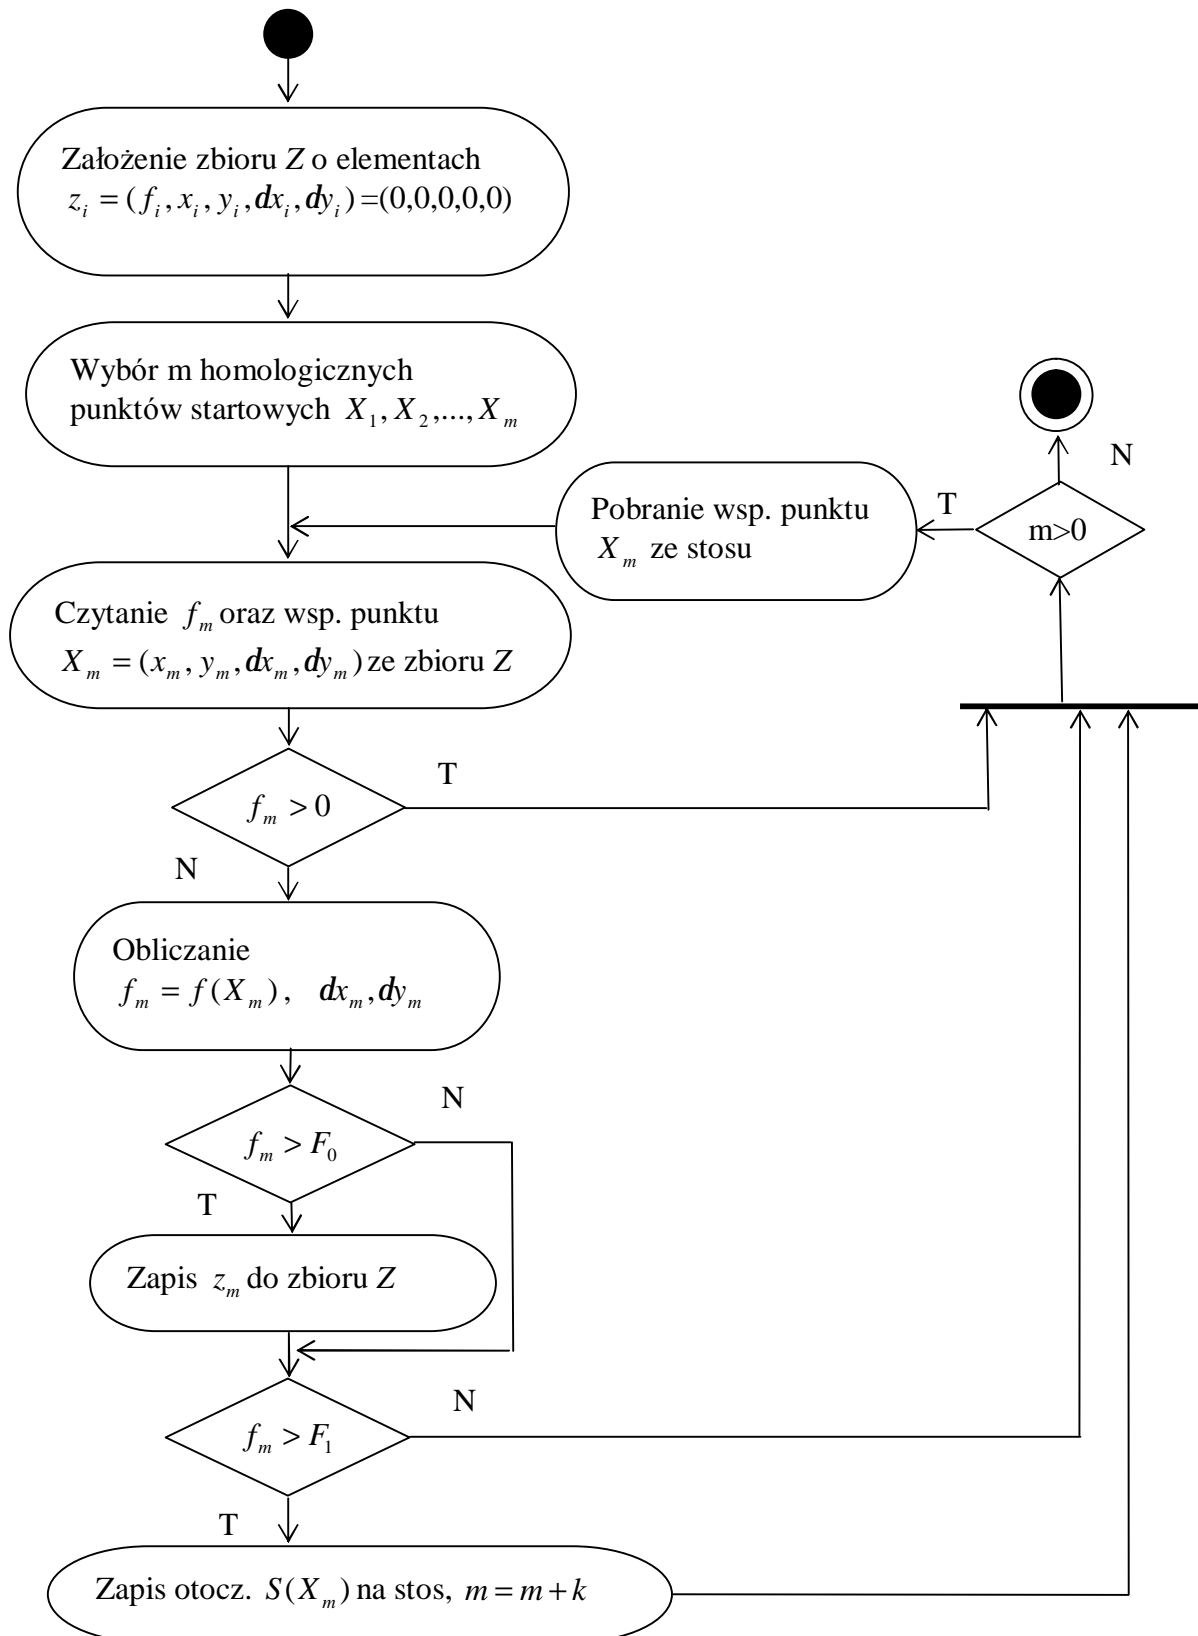 Założenie zbioru Z o elementach
z_i = (f_i, x_i, y_i, dx_i, dy_i) =(0,0,0,0,0)
Wybór m homologicznych
punktów startowych X_1, X_2,..., X_m
N
Pobranie wsp. punktu
X_m ze stosu
T
m>0
Czytanie f_m oraz wsp. punktu
X_m = (x_m, y_m, dx_m, dy_m) ze zbioru Z
T
f_m > 0
N
Obliczanie
f_m = f(X_m), dx_m, dy_m
N
f_m > F_0
T
Zapis z_m do zbioru Z
N
f_m > F_1
T
Zapis otocz. S(X_m) na stos, m = m + k